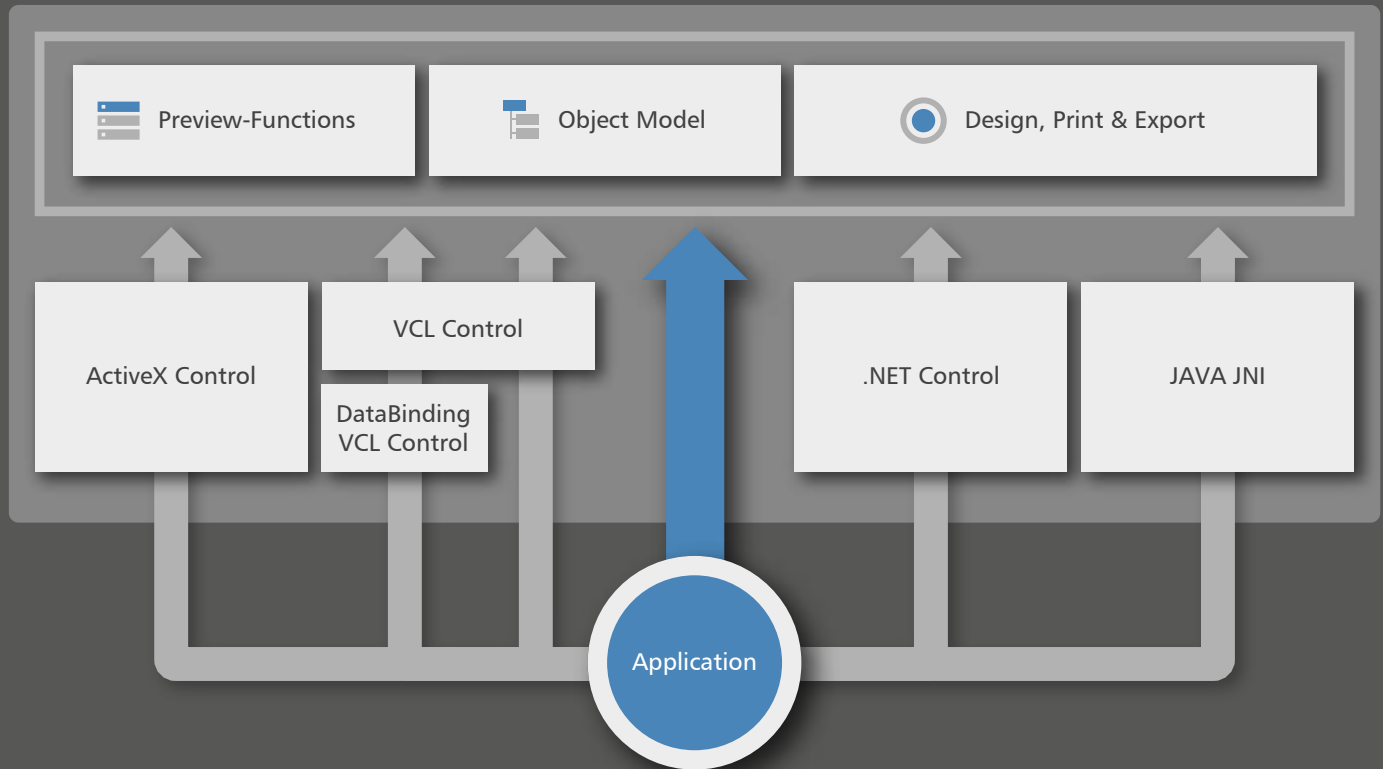 Preview-Functions
Object Model
Design, Print & Export
ActiveX Control
VCL Control
DataBinding
VCL Control
.NET Control
JAVA JNI
Application